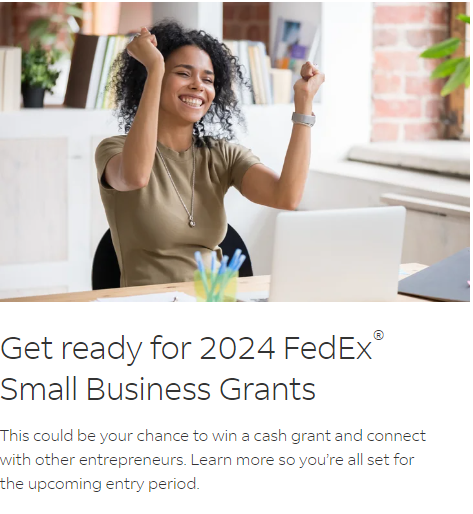 Get ready for 2024 FedEx®
Small Business Grants
This could be your chance to win a cash grant and connect
with other entrepreneurs. Learn more so you’re all set for
the upcoming entry period.